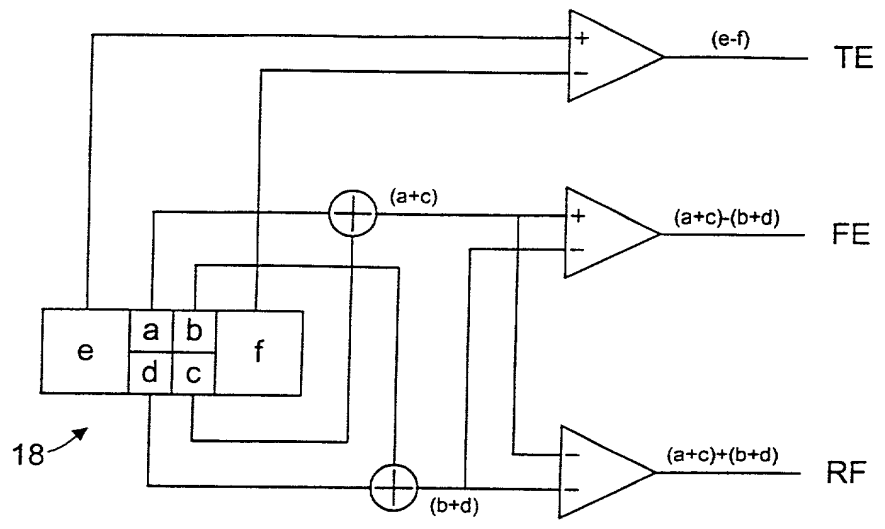 (e-f) TE
+
−
(a+c) (a+c)-(b+d) FE
+
−
a b
e f
d c
18
(a+c)+(b+d) RF
−
−
(b+d)